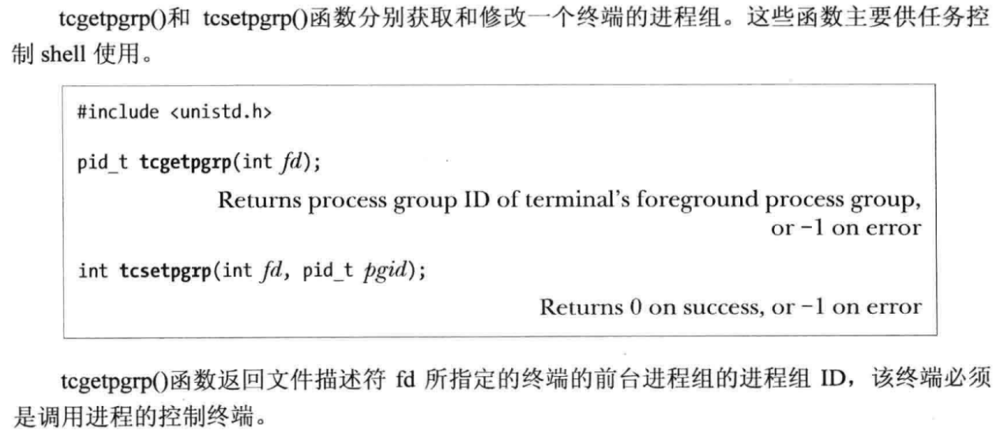 tcgetpgrp()和 tcsetpgrp()函数分别获取和修改一个终端的进程组。这些函数主要供任务控
制 shell 使用。
#include <unistd.h>
pid_t tcgetpgrp(int fd);
Returns process group ID of terminal's foreground process group,
or −1 on error
int tcsetpgrp(int fd, pid_t pgid);
Returns 0 on success, or −1 on error
tcgetpgrp()函数返回文件描述符 fd 所指定的终端的前台进程组的进程组 ID，该终端必须
是调用进程的控制终端。